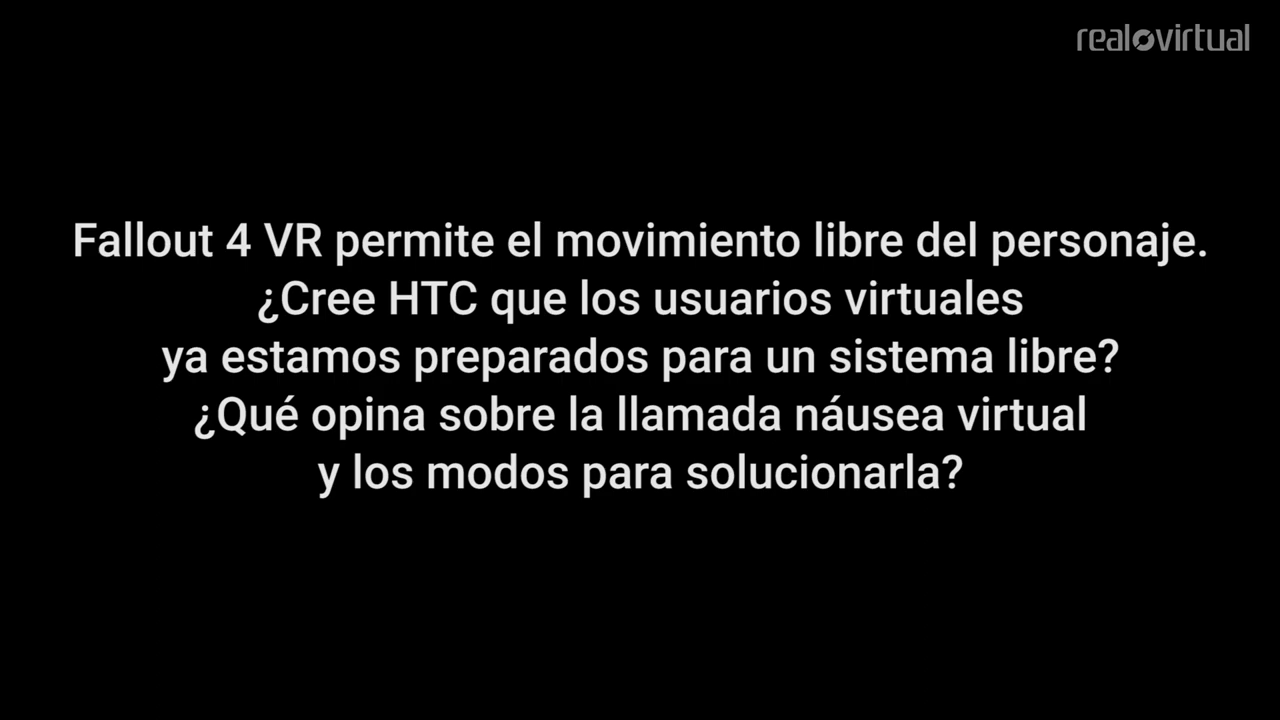 realovirtual
Fallout 4 VR permite el movimiento libre del personaje.
¿Cree HTC que los usuarios virtuales
ya estamos preparados para un sistema libre?
¿Qué opina sobre la llamada náusea virtual
y los modos para solucionarla?